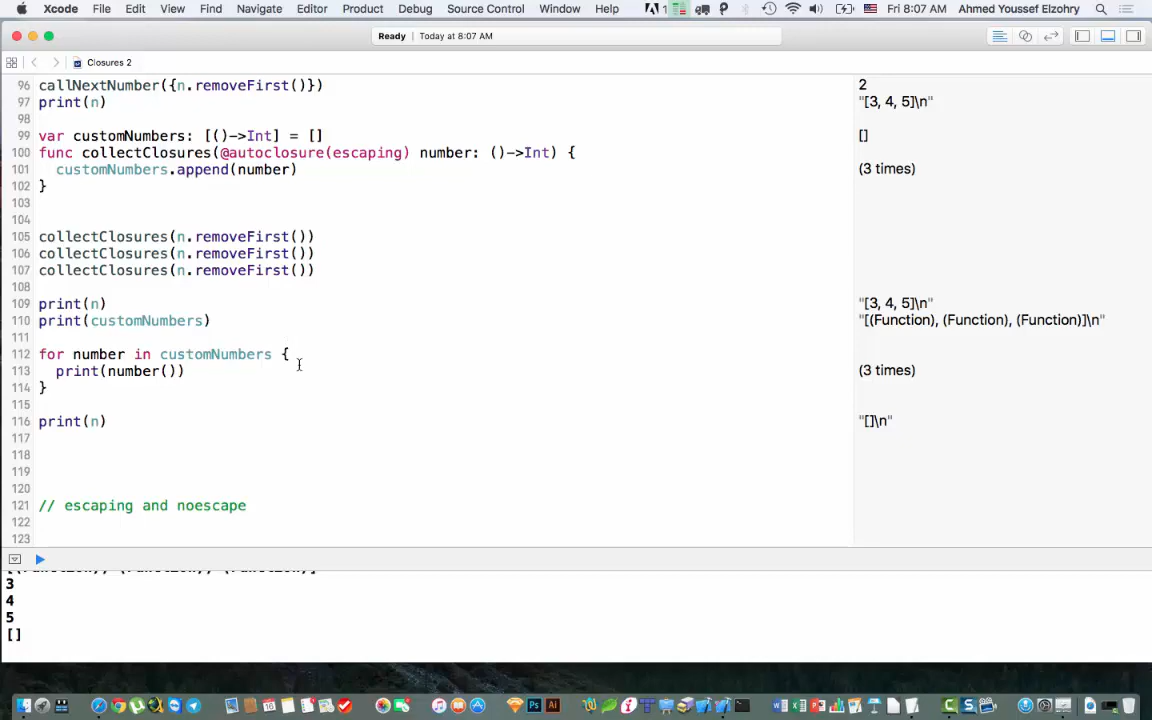 Xcode File Edit View Find Navigate Editor Product Debug Source Control Window Help 1 Fri 8:07 AM Ahmed Youssef Elzohry
Ready | Today at 8:07 AM
Closures 2
96 callNextNumber({n.removeFirst()}) 2
97 print(n) "[3, 4, 5]\n"
98
99 var customNumbers: [()->Int] = [] []
100 func collectClosures(@autoclosure(escaping) number: ()->Int) {
101 customNumbers.append(number) (3 times)
102 }
103
104
105 collectClosures(n.removeFirst())
106 collectClosures(n.removeFirst())
107 collectClosures(n.removeFirst())
108
109 print(n) "[3, 4, 5]\n"
110 print(customNumbers) "[(Function), (Function), (Function)]\n"
111
112 for number in customNumbers {
113 print(number()) (3 times)
114 }
115
116 print(n) "[]\n"
117
118
119
120
121 // escaping and noescape
122
123
[(Function), (Function), (Function)]
3
4
5
[]